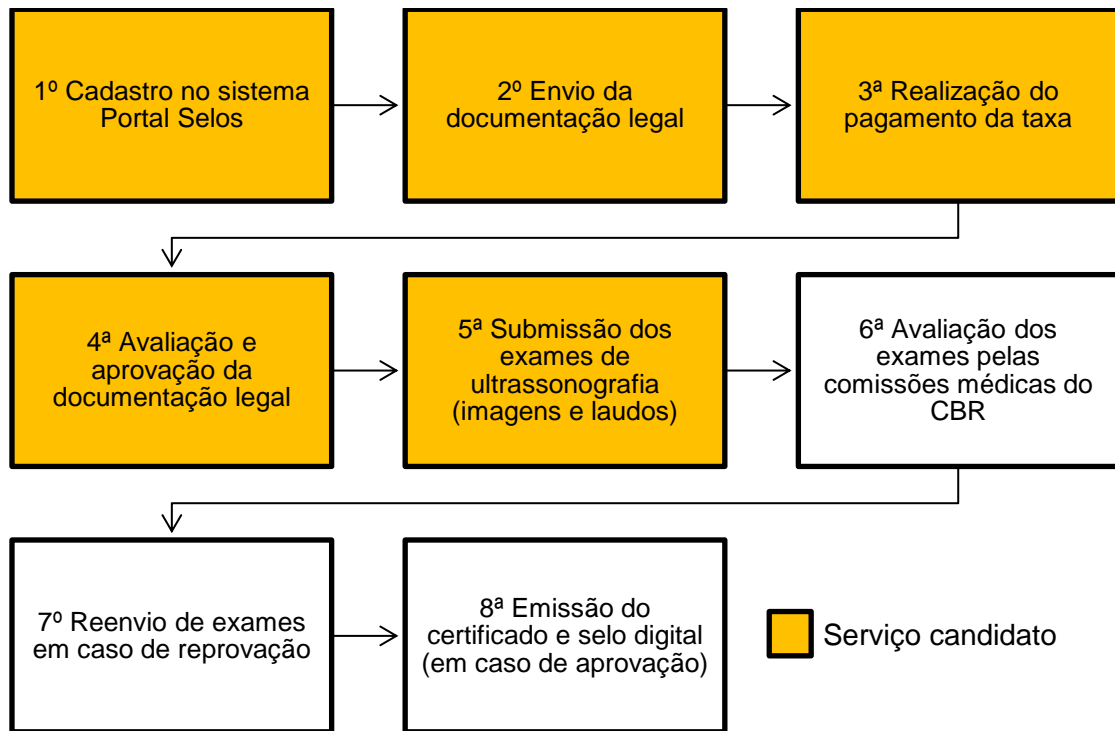 1º Cadastro no sistema
Portal Selos
2º Envio da
documentação legal
3ª Realização do
pagamento da taxa
4ª Avaliação e
aprovação da
documentação legal
5ª Submissão dos
exames de
ultrassonografia
(imagens e laudos)
6ª Avaliação dos
exames pelas
comissões médicas do
CBR
7º Reenvio de exames
em caso de reprovação
8ª Emissão do
certificado e selo digital
(em caso de aprovação)
Serviço candidato